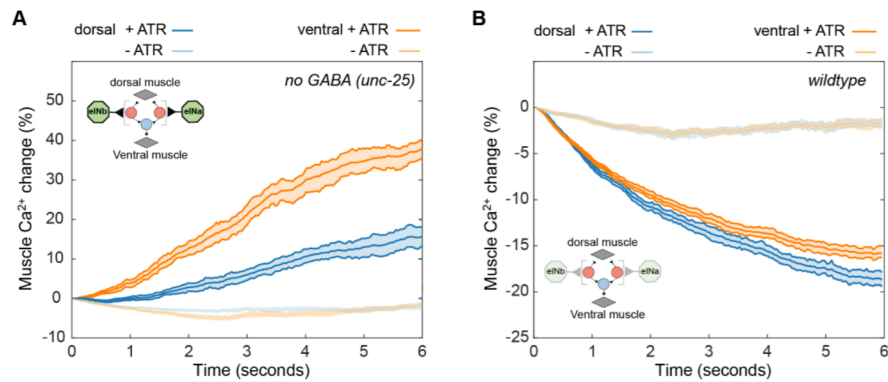 A
dorsal + ATR
- ATR
ventral + ATR
- ATR
no GABA (unc-25)
dorsal muscle
eINb
eINa
Ventral muscle
Muscle Ca2+ change (%)
50
40
30
20
10
0
-10
0 1 2 3 4 5 6
Time (seconds)
B
dorsal + ATR
- ATR
ventral + ATR
- ATR
wildtype
dorsal muscle
eINb
eINa
Ventral muscle
Muscle Ca2+ change (%)
0
-5
-10
-15
-20
-25
0 1 2 3 4 5 6
Time (seconds)